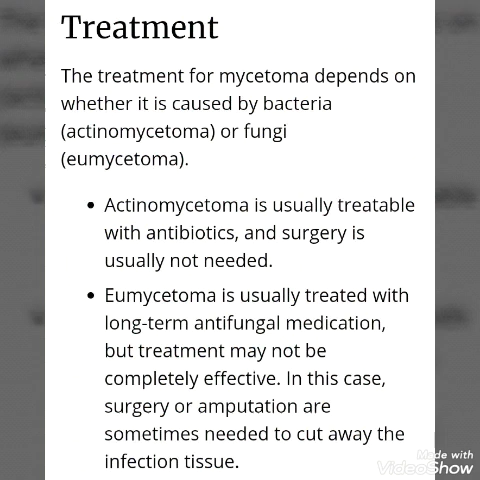 Treatment
The treatment for mycetoma depends on
whether it is caused by bacteria
(actinomycetoma) or fungi
(eumycetoma).
• Actinomycetoma is usually treatable
with antibiotics, and surgery is
usually not needed.
• Eumycetoma is usually treated with
long-term antifungal medication,
but treatment may not be
completely effective. In this case,
surgery or amputation are
sometimes needed to cut away the
infection tissue.
Made with
VideoShow